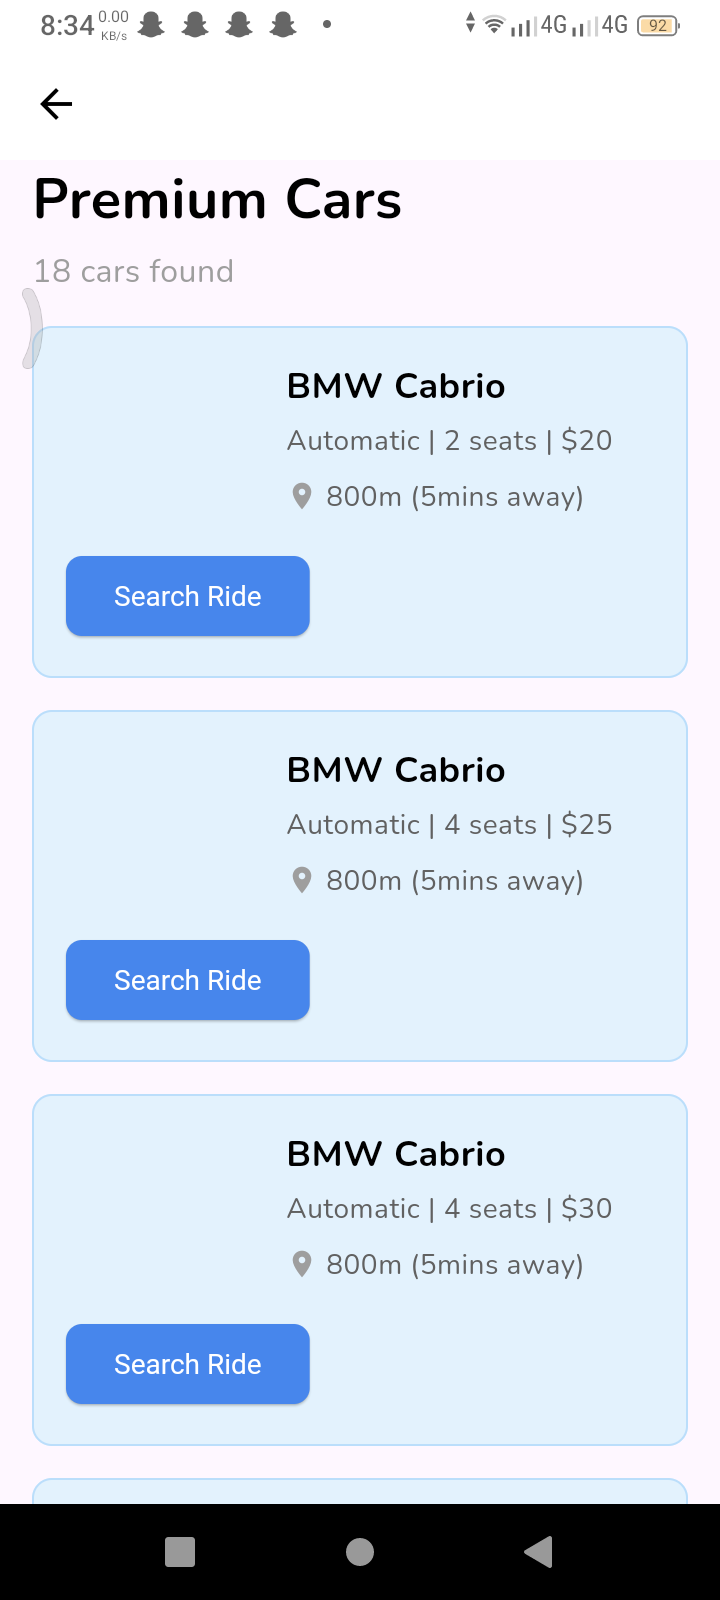 8:34 0.00 KB/s 4G 4G 92
Premium Cars
18 cars found
BMW Cabrio
Automatic | 2 seats | $20
800m (5mins away)
Search Ride
BMW Cabrio
Automatic | 4 seats | $25
800m (5mins away)
Search Ride
BMW Cabrio
Automatic | 4 seats | $30
800m (5mins away)
Search Ride